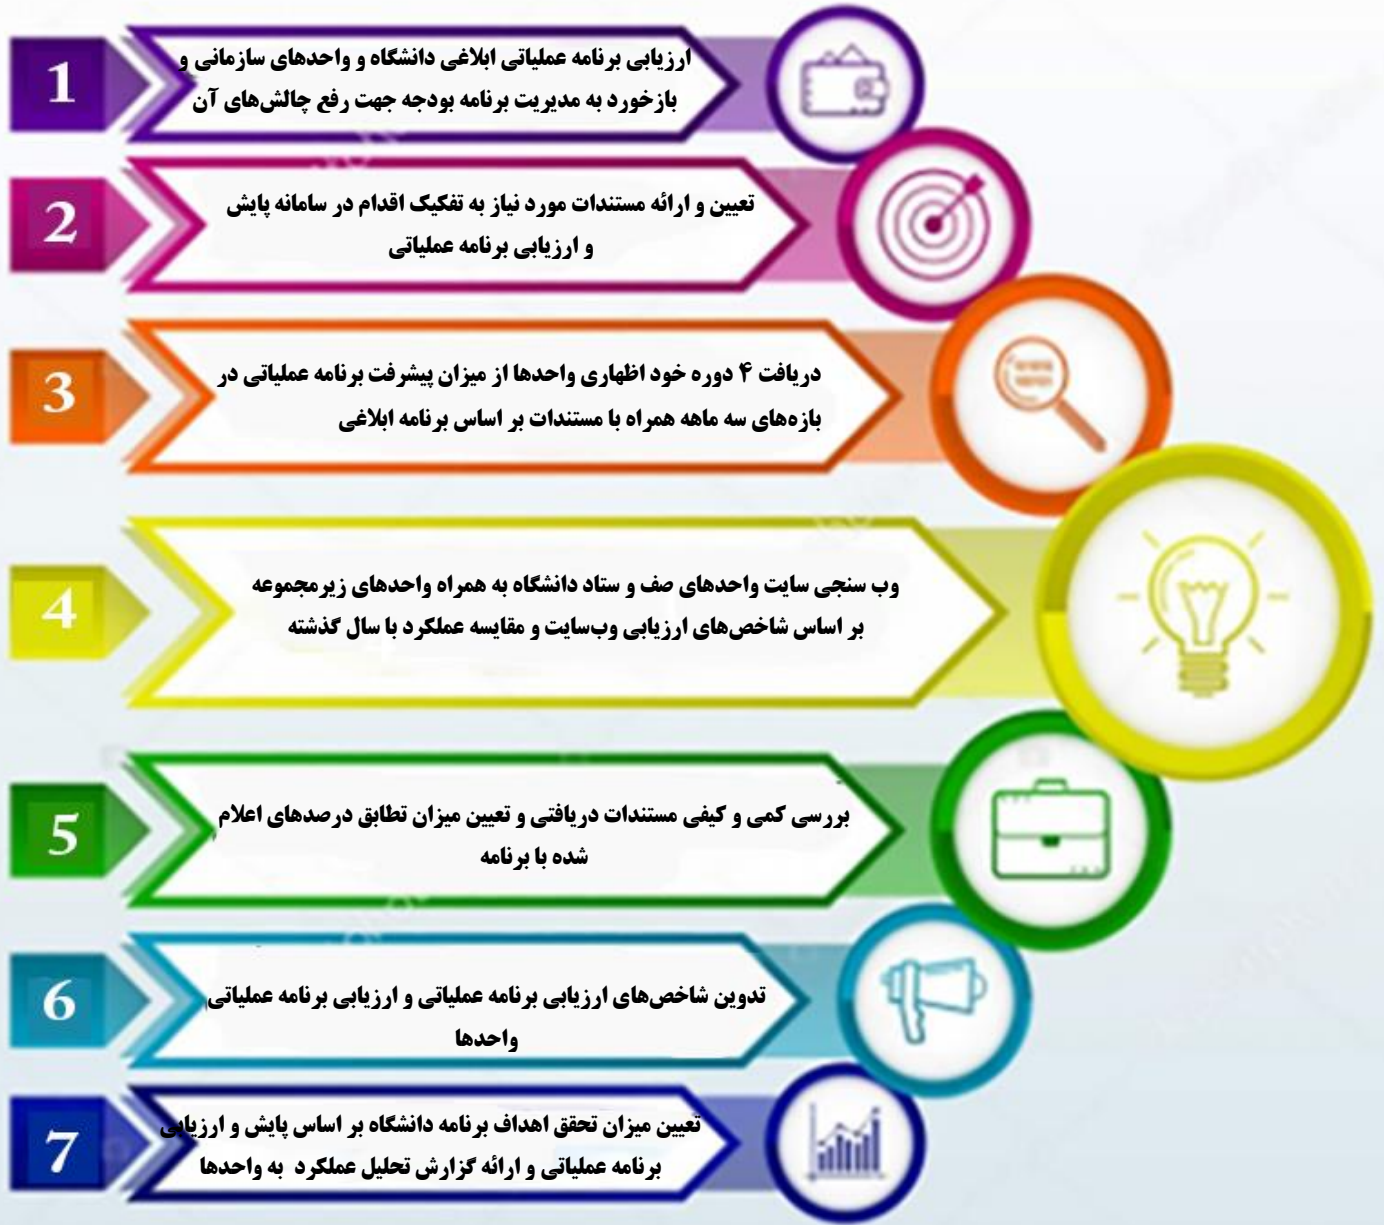 1
ارزیابی برنامه عملیاتی ابلاغی دانشگاه و واحدهای سازمانی و
بازخورد به مدیریت برنامه بودجه جهت رفع چالش‌های آن
2
تعیین و ارائه مستندات مورد نیاز به تفکیک اقدام در سامانه پایش
و ارزیابی برنامه عملیاتی
3
دریافت ۴ دوره خود اظهاری واحدها از میزان پیشرفت برنامه عملیاتی در
بازه‌های سه ماهه همراه با مستندات بر اساس برنامه ابلاغی
4
وب سنجی سایت واحدهای صف و ستاد دانشگاه به همراه واحدهای زیرمجموعه
بر اساس شاخص‌های ارزیابی وب‌سایت و مقایسه عملکرد با سال گذشته
5
بررسی کمی و کیفی مستندات دریافتی و تعیین میزان تطابق درصدهای اعلام
شده با برنامه
6
تدوین شاخص‌های ارزیابی برنامه عملیاتی و ارزیابی برنامه عملیاتی
واحدها
7
تعیین میزان تحقق اهداف برنامه دانشگاه بر اساس پایش و ارزیابی
برنامه عملیاتی و ارائه گزارش تحلیل عملکرد به واحدها